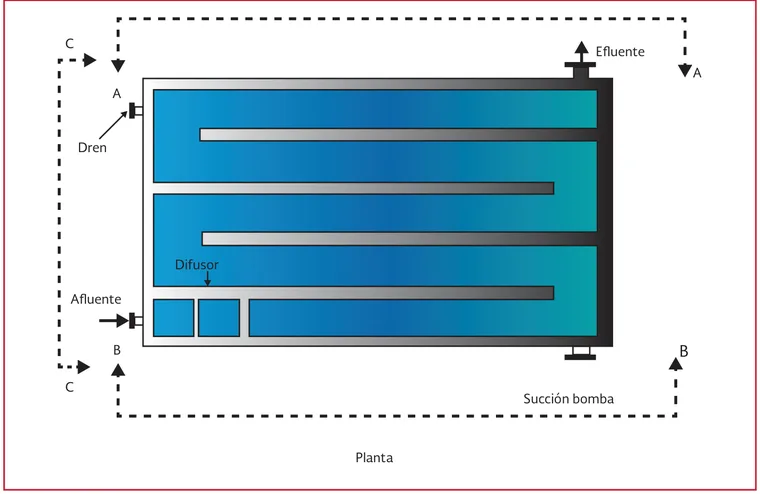 C
Efluente
A
A
Dren
Difusor
Afluente
B
B
C
Succión bomba
Planta